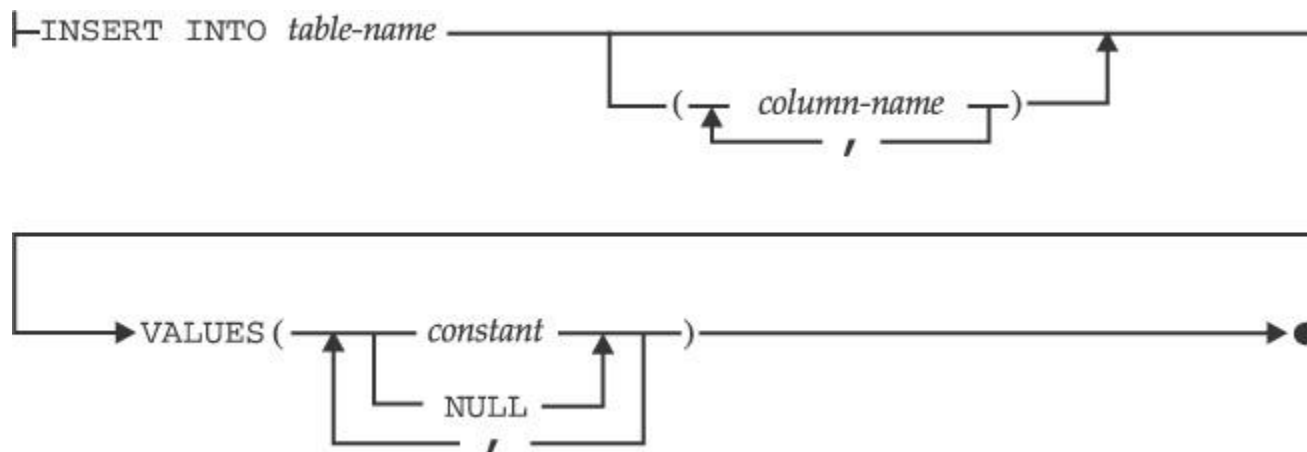 INSERT INTO table-name
( column-name )
,
VALUES ( constant )
NULL
,